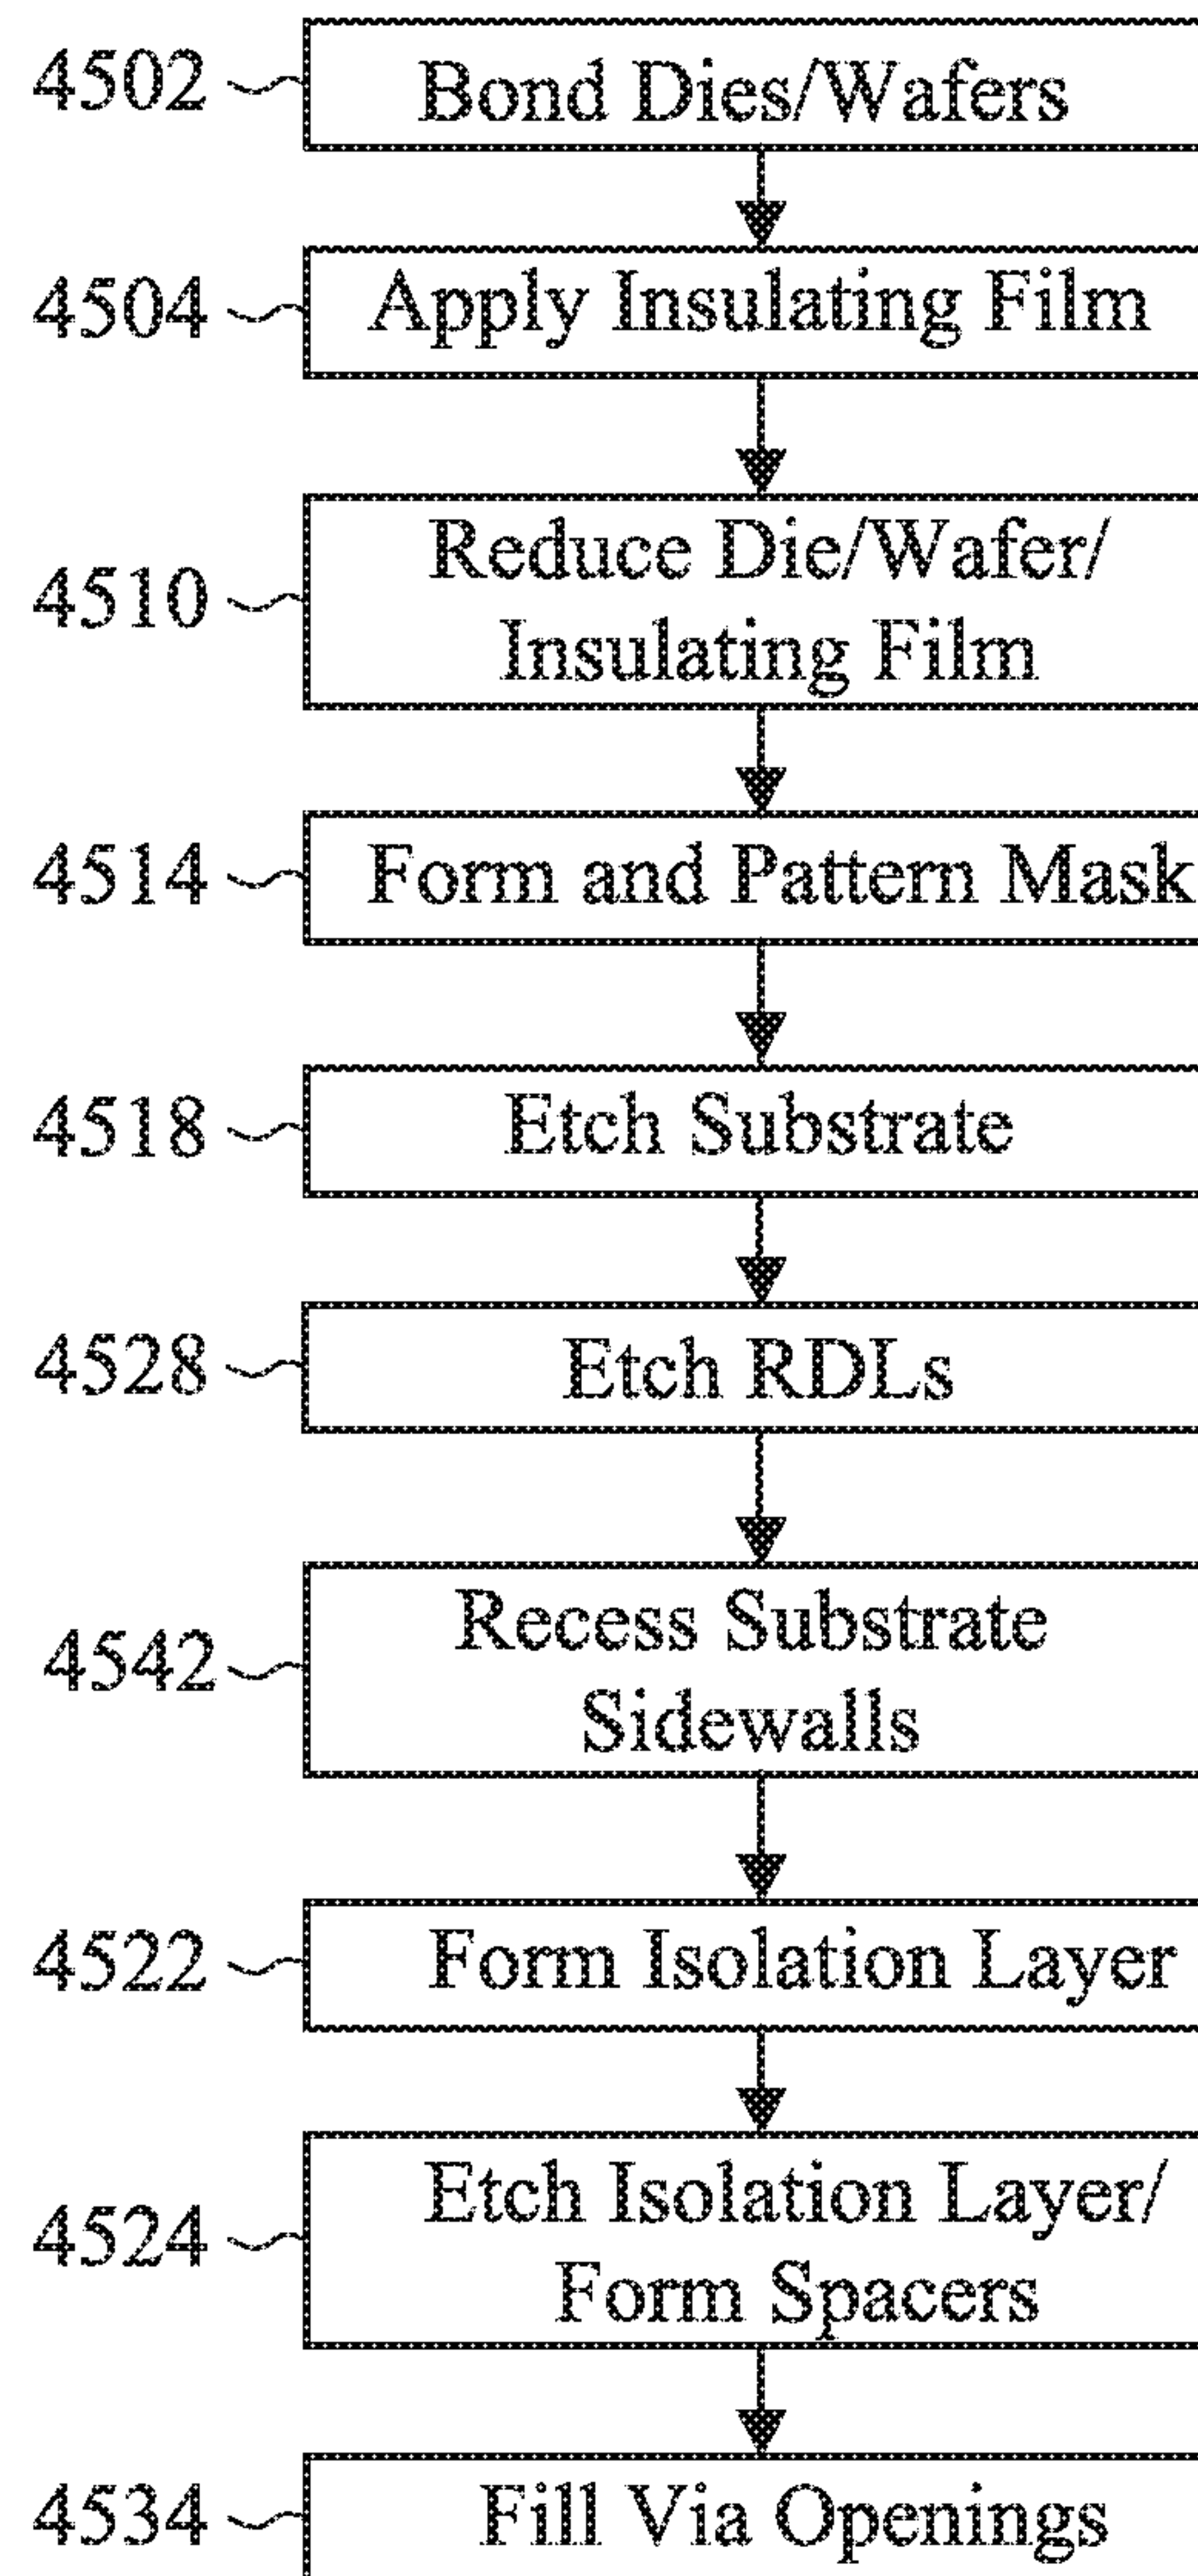 4502 Bond Dies/Wafers
4504 Apply Insulating Film
4510 Reduce Die/Wafer/
Insulating Film
4514 Form and Pattern Mask
4518 Etch Substrate
4528 Etch RDLs
4542 Recess Substrate
Sidewalls
4522 Form Isolation Layer
4524 Etch Isolation Layer/
Form Spacers
4534 Fill Via Openings